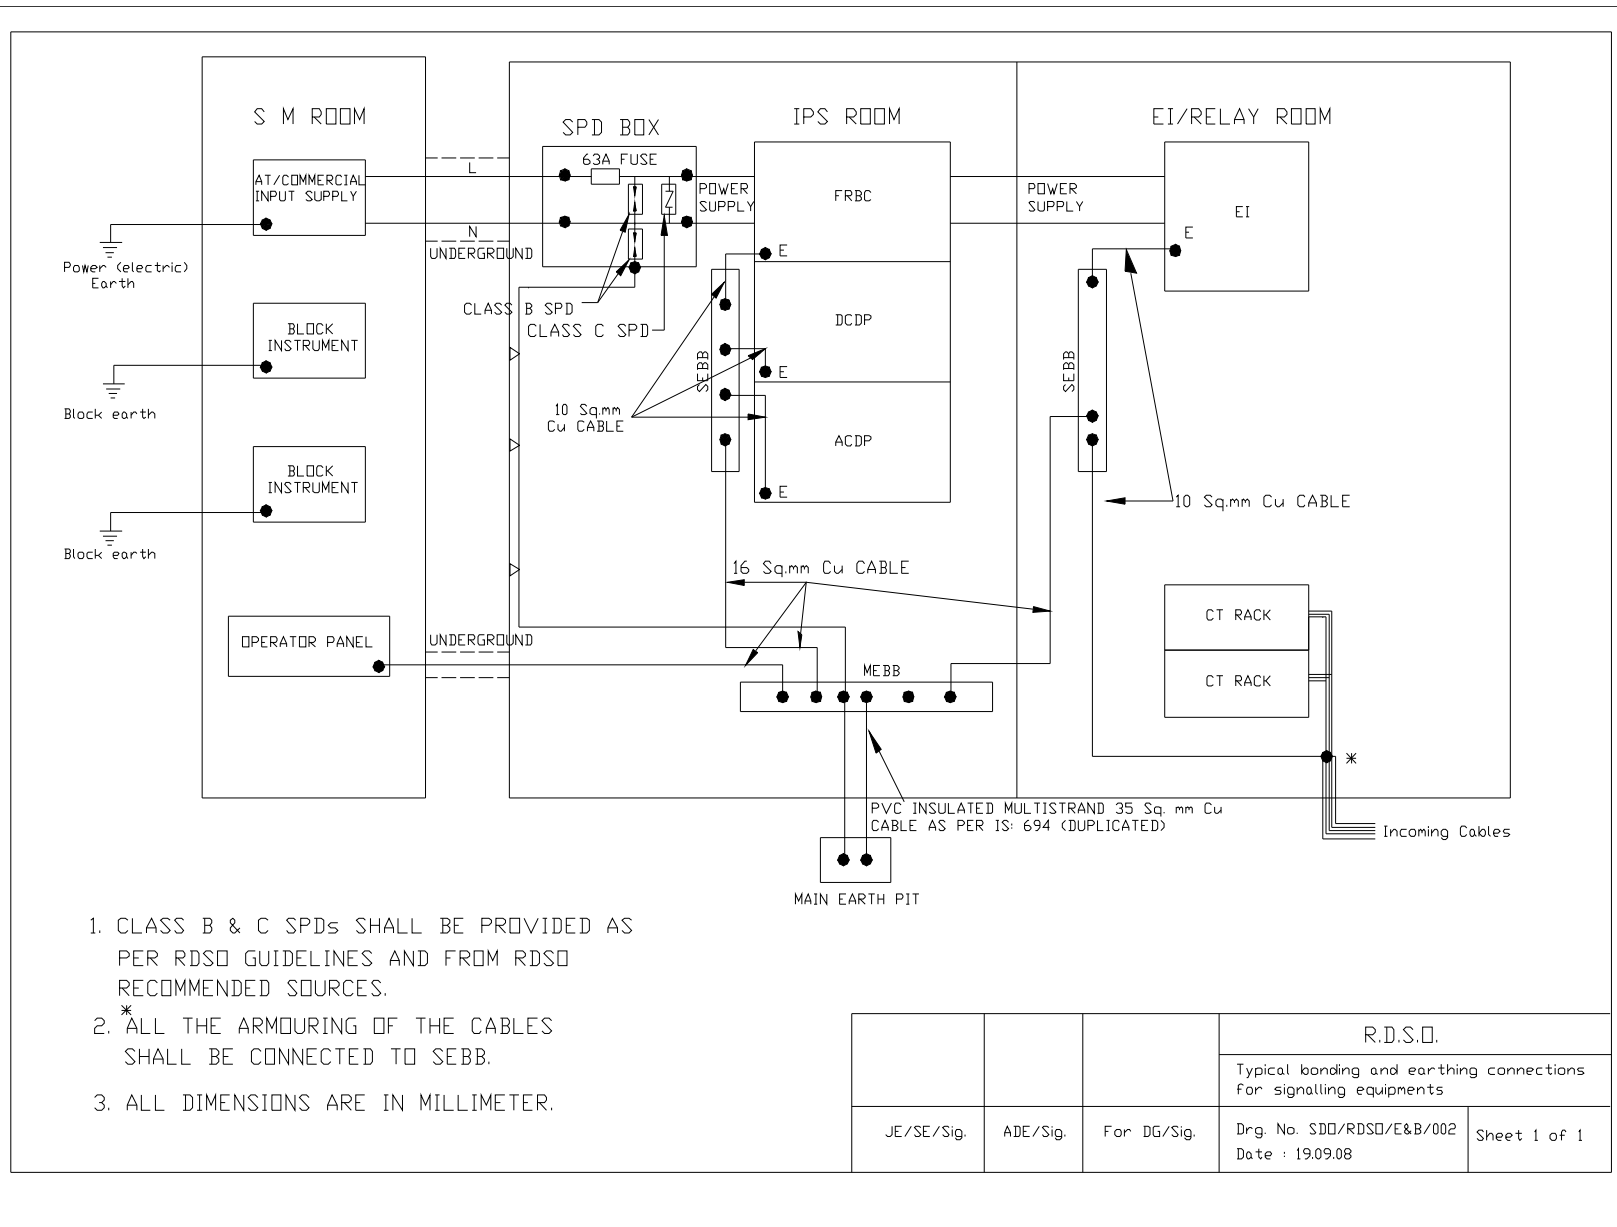 S M ROOM
SPD BOX
IPS ROOM
EI/RELAY ROOM
AT/COMMERCIAL
INPUT SUPPLY
L
N
UNDERGROUND
63A FUSE
POWER
SUPPLY
FRBC
POWER
SUPPLY
EI
E
E
Power (electric)
Earth
CLASS B SPD
CLASS C SPD
BLOCK
INSTRUMENT
Block earth
DCDP
E
SEBB
SEBB
10 Sq.mm
Cu CABLE
ACDP
E
BLOCK
INSTRUMENT
Block earth
10 Sq.mm Cu CABLE
16 Sq.mm Cu CABLE
OPERATOR PANEL
UNDERGROUND
CT RACK
CT RACK
MEBB
*
PVC INSULATED MULTISTRAND 35 Sq. mm Cu
CABLE AS PER IS: 694 (DUPLICATED)
Incoming Cables
MAIN EARTH PIT
1. CLASS B & C SPDs SHALL BE PROVIDED AS
PER RDSO GUIDELINES AND FROM RDSO
RECOMMENDED SOURCES.
*
2. ALL THE ARMOURING OF THE CABLES
SHALL BE CONNECTED TO SEBB.
3. ALL DIMENSIONS ARE IN MILLIMETER.
R.D.S.O.
Typical bonding and earthing connections
for signalling equipments
JE/SE/Sig.
ADE/Sig.
For DG/Sig.
Drg. No. SDO/RDSO/E&B/002
Date : 19.09.08
Sheet 1 of 1